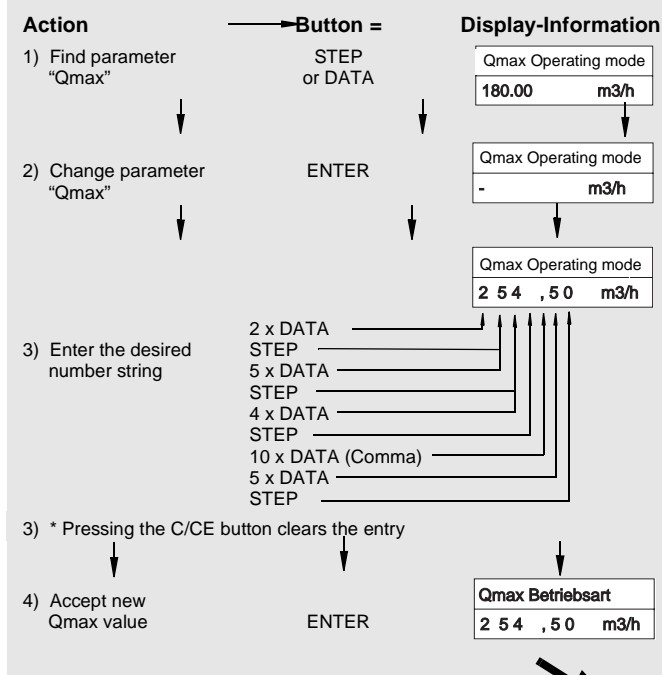 Action Button = Display-Information
1) Find parameter
"Qmax"
STEP
or DATA
Qmax Operating mode
180.00 m3/h
2) Change parameter
"Qmax"
ENTER
Qmax Operating mode
- m3/h
Qmax Operating mode
2 5 4 , 5 0 m3/h
3) Enter the desired
number string
2 x DATA
STEP
5 x DATA
STEP
4 x DATA
STEP
10 x DATA (Comma)
5 x DATA
STEP
3) * Pressing the C/CE button clears the entry
4) Accept new
Qmax value
ENTER
Qmax Betriebsart
2 5 4 , 5 0 m3/h